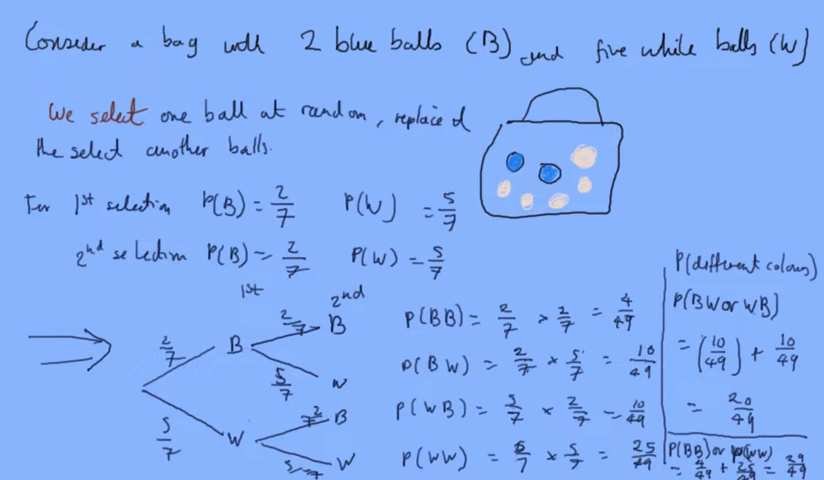 Consider a bag with 2 blue balls (B) and five white balls (W)
We select one ball at random, replaced
the select another balls.
For 1st selection P(B) = 2/7 P(W) = 5/7
2nd selection P(B) = 2/7 P(W) = 5/7
1st 2nd
2/7 B 2/7 B
5/7 W
5/7 W 2/7 B
5/7 W
P(BB) = 2/7 × 2/7 = 4/49
P(BW) = 2/7 × 5/7 = 10/49
P(WB) = 5/7 × 2/7 = 10/49
P(WW) = 5/7 × 5/7 = 25/49
P(different colours)
P(BW or WB)
= (10/49) + 10/49
= 20/49
P(BB) or P(WW)
= 4/49 + 25/49 = 29/49